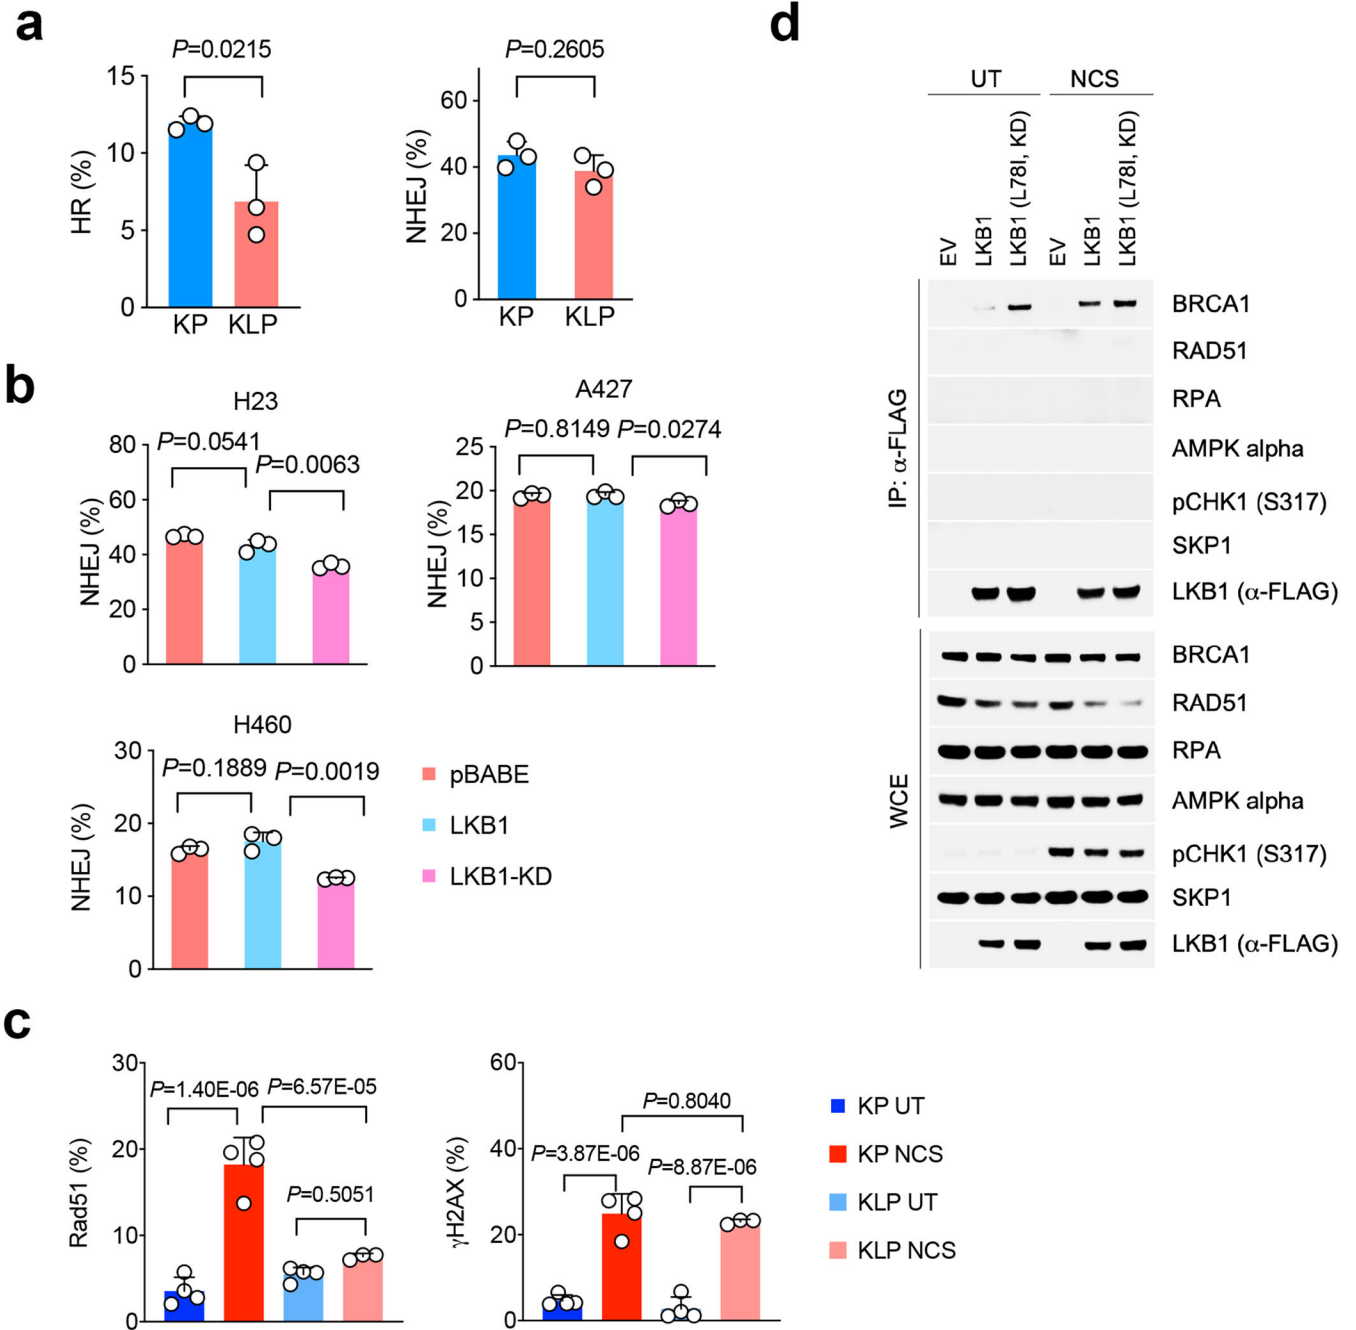 a
P=0.0215
15
10
5
0
HR (%)
KP KLP
P=0.2605
60
40
20
0
NHEJ (%)
KP KLP
b
H23
P=0.0541
P=0.0063
80
60
40
20
0
NHEJ (%)
A427
P=0.8149 P=0.0274
25
20
15
10
5
0
NHEJ (%)
H460
P=0.1889 P=0.0019
30
20
10
0
NHEJ (%)
pBABE
LKB1
LKB1-KD
c
P=1.40E-06
P=6.57E-05
P=0.5051
30
20
10
0
Rad51 (%)
P=0.8040
P=3.87E-06
P=8.87E-06
60
40
20
0
γH2AX (%)
KP UT
KP NCS
KLP UT
KLP NCS
d
UT NCS
EV
LKB1
LKB1 (L78I, KD)
EV
LKB1
LKB1 (L78I, KD)
IP: α-FLAG
BRCA1
RAD51
RPA
AMPK alpha
pCHK1 (S317)
SKP1
LKB1 (α-FLAG)
WCE
BRCA1
RAD51
RPA
AMPK alpha
pCHK1 (S317)
SKP1
LKB1 (α-FLAG)